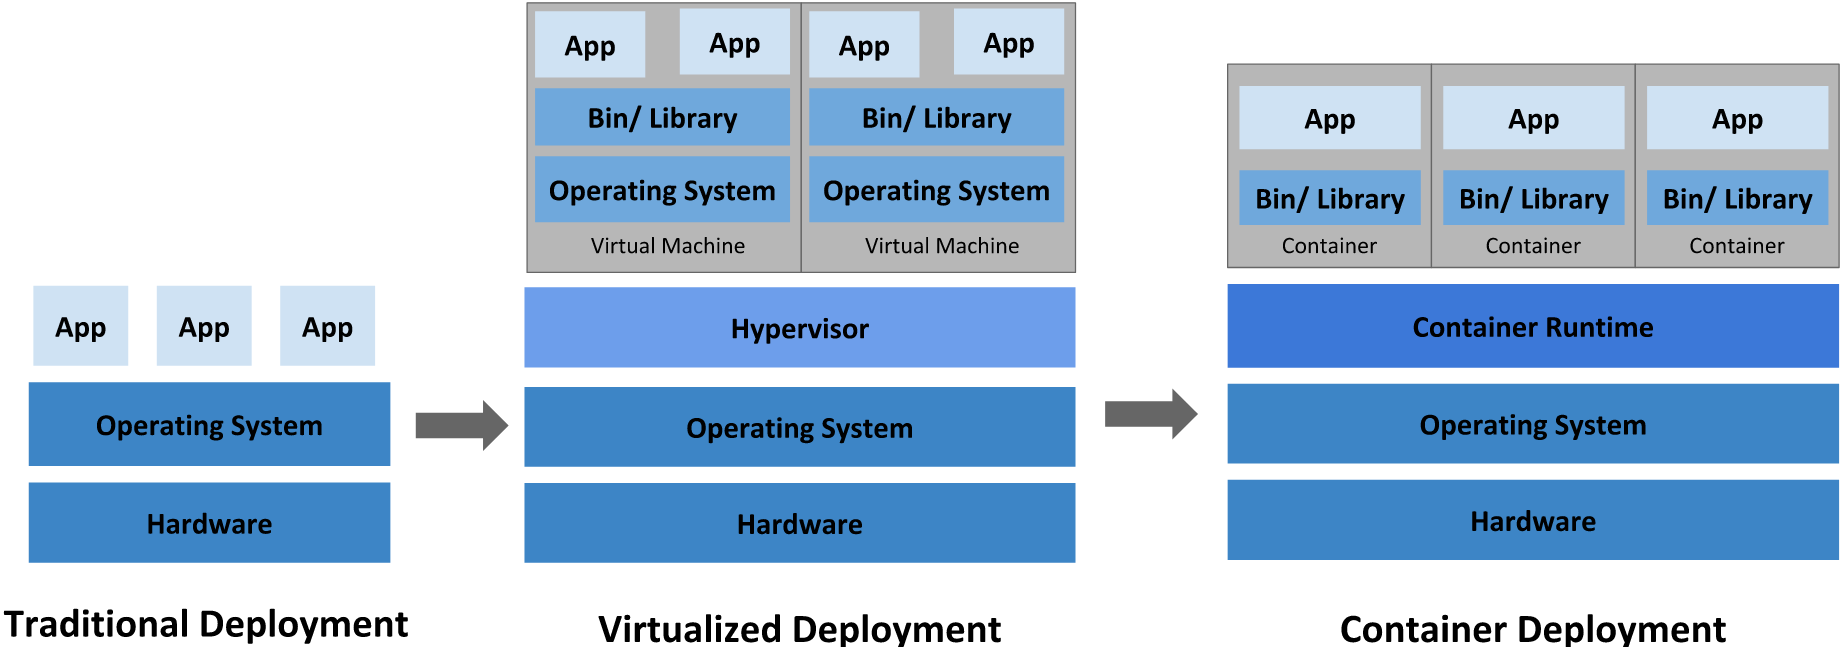 App
App
App
Operating System
Hardware
Traditional Deployment
App
App
App
App
Bin/ Library
Bin/ Library
Operating System
Operating System
Virtual Machine
Virtual Machine
Hypervisor
Operating System
Hardware
Virtualized Deployment
App
App
App
Bin/ Library
Bin/ Library
Bin/ Library
Container
Container
Container
Container Runtime
Operating System
Hardware
Container Deployment